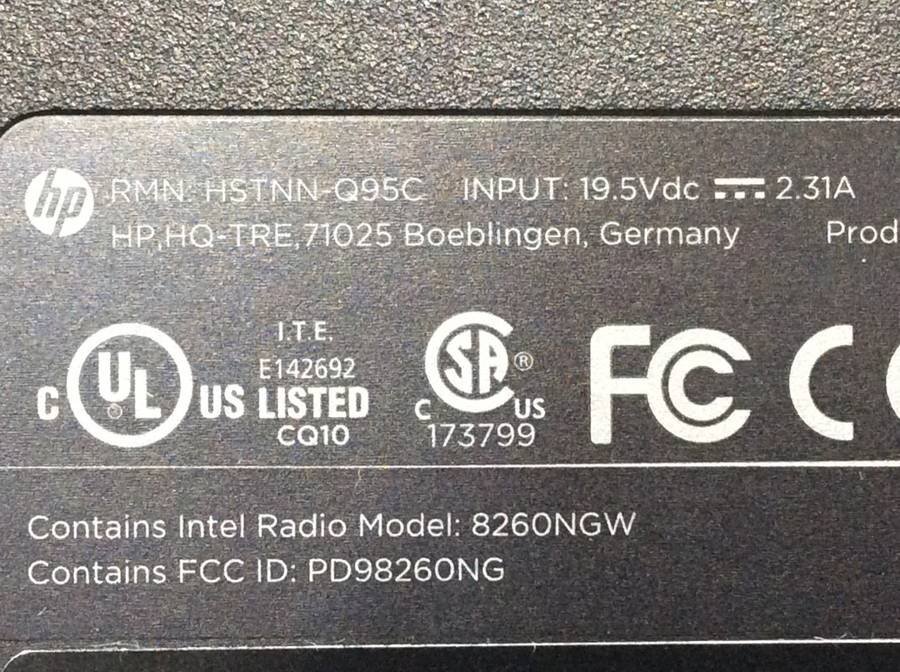 hp RMN: HSTNN-Q95C INPUT: 19.5Vdc 2.31A
HP,HQ-TRE,71025 Boeblingen, Germany Prod
I.T.E.
E142692
C UL ® US LISTED
CQ10
SA ®
C US
173799
FC C
Contains Intel Radio Model: 8260NGW
Contains FCC ID: PD98260NG